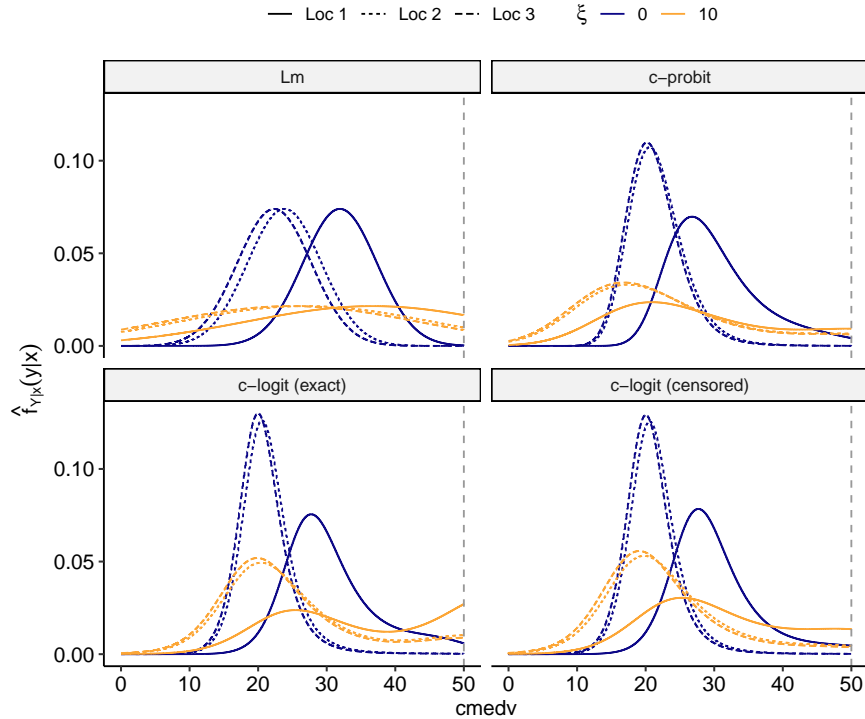 Loc 1 Loc 2 Loc 3 ξ 0 10
Lm
c−probit
0.10
0.05
0.00
c−logit (exact)
c−logit (censored)
0.10
0.05
0.00
0 10 20 30 40 50
0 10 20 30 40 50
cmedv
f̂Y|x(y|x)